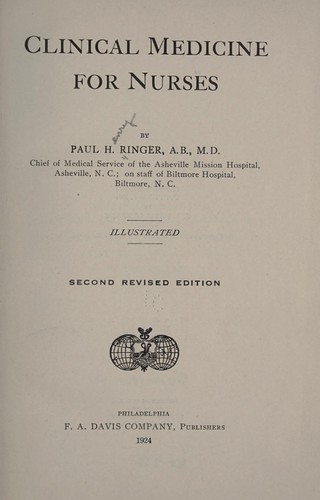 CLINICAL MEDICINE
FOR NURSES
BY
enry
PAUL H. RINGER, A.B., M.D.
Chief of Medical Service of the Asheville Mission Hospital,
Asheville, N. C.; on staff of Biltmore Hospital,
Biltmore, N. C.
ILLUSTRATED
SECOND REVISED EDITION
PHILADELPHIA
F. A. DAVIS COMPANY, PUBLISHERS
1924